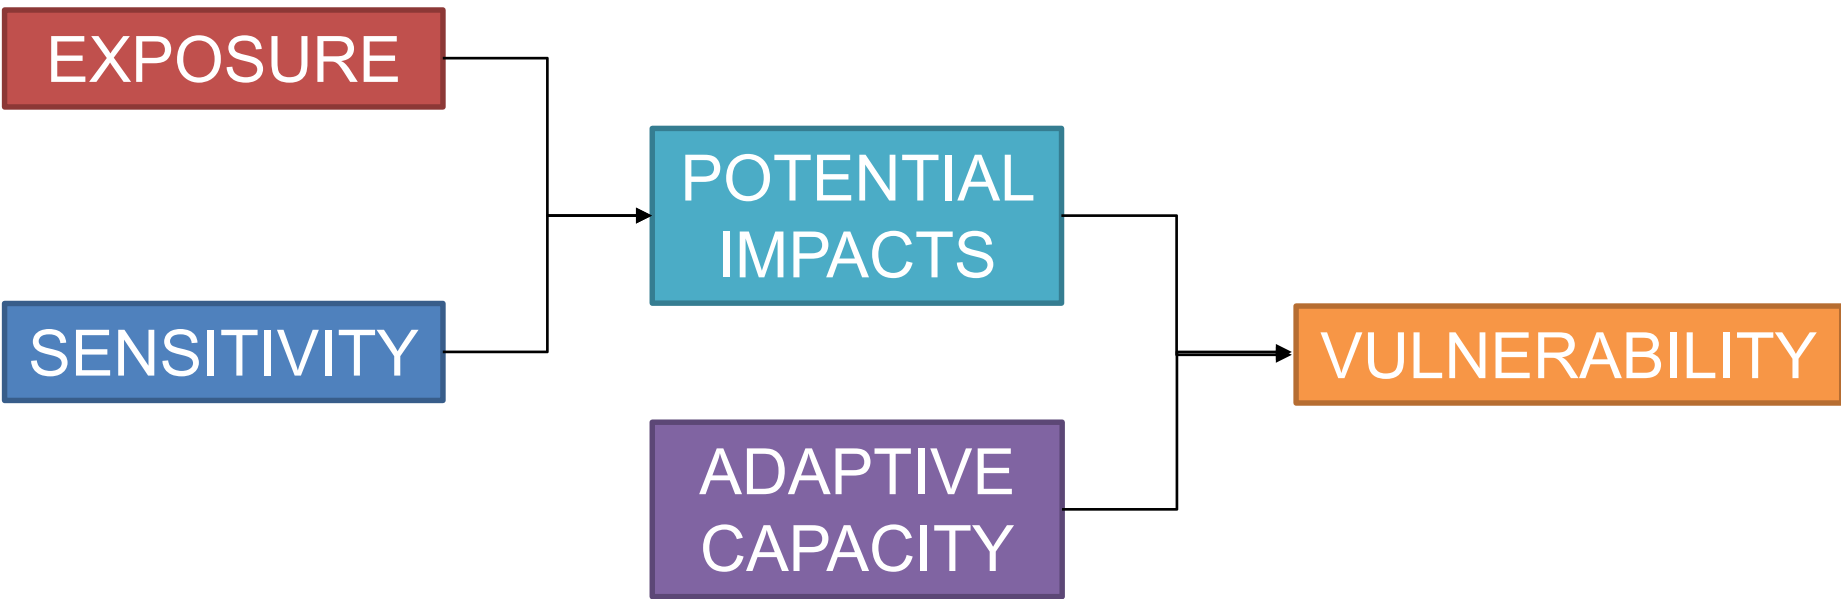 EXPOSURE
SENSITIVITY
POTENTIAL
IMPACTS
ADAPTIVE
CAPACITY
VULNERABILITY